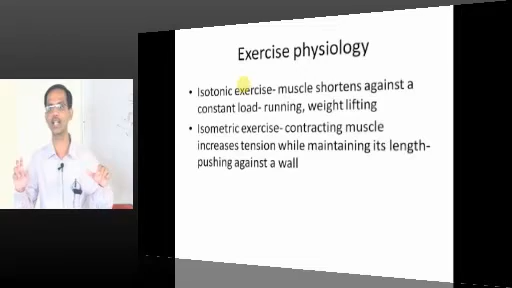 Exercise physiology
• Isotonic exercise- muscle shortens against a
constant load- running, weight lifting
• Isometric exercise- contracting muscle
increases tension while maintaining its length-
pushing against a wall